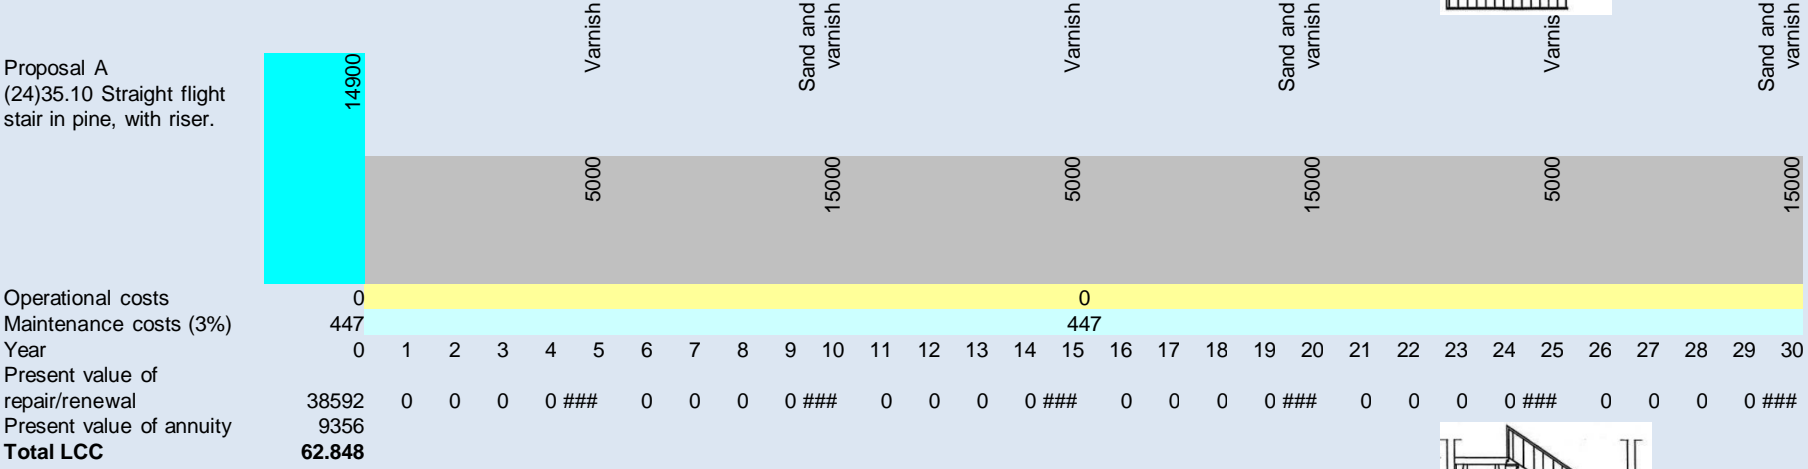 Varnish
Sand and
varnish
Varnish
Sand and
varnish
Varnis
Sand and
varnish
Proposal A
(24)35.10 Straight flight
stair in pine, with riser.
14900
5000
15000
5000
15000
5000
15000
Operational costs 0 0
Maintenance costs (3%) 447 447
Year 0 1 2 3 4 5 6 7 8 9 10 11 12 13 14 15 16 17 18 19 20 21 22 23 24 25 26 27 28 29 30
Present value of
repair/renewal 38592 0 0 0 0 ### 0 0 0 0 ### 0 0 0 0 ### 0 0 0 0 ### 0 0 0 0 ### 0 0 0 0 ###
Present value of annuity 9356
Total LCC 62.848